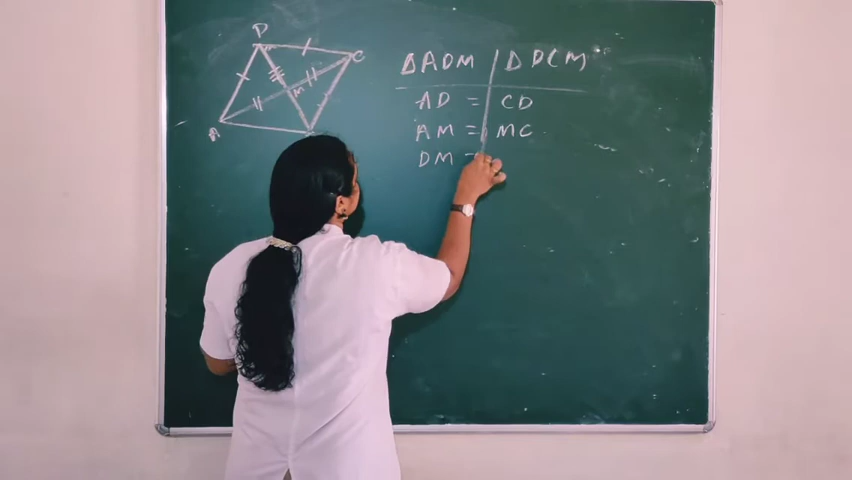 D
C
M
A
ΔADM | ΔDCM
AD = CD
AM = MC
DM =